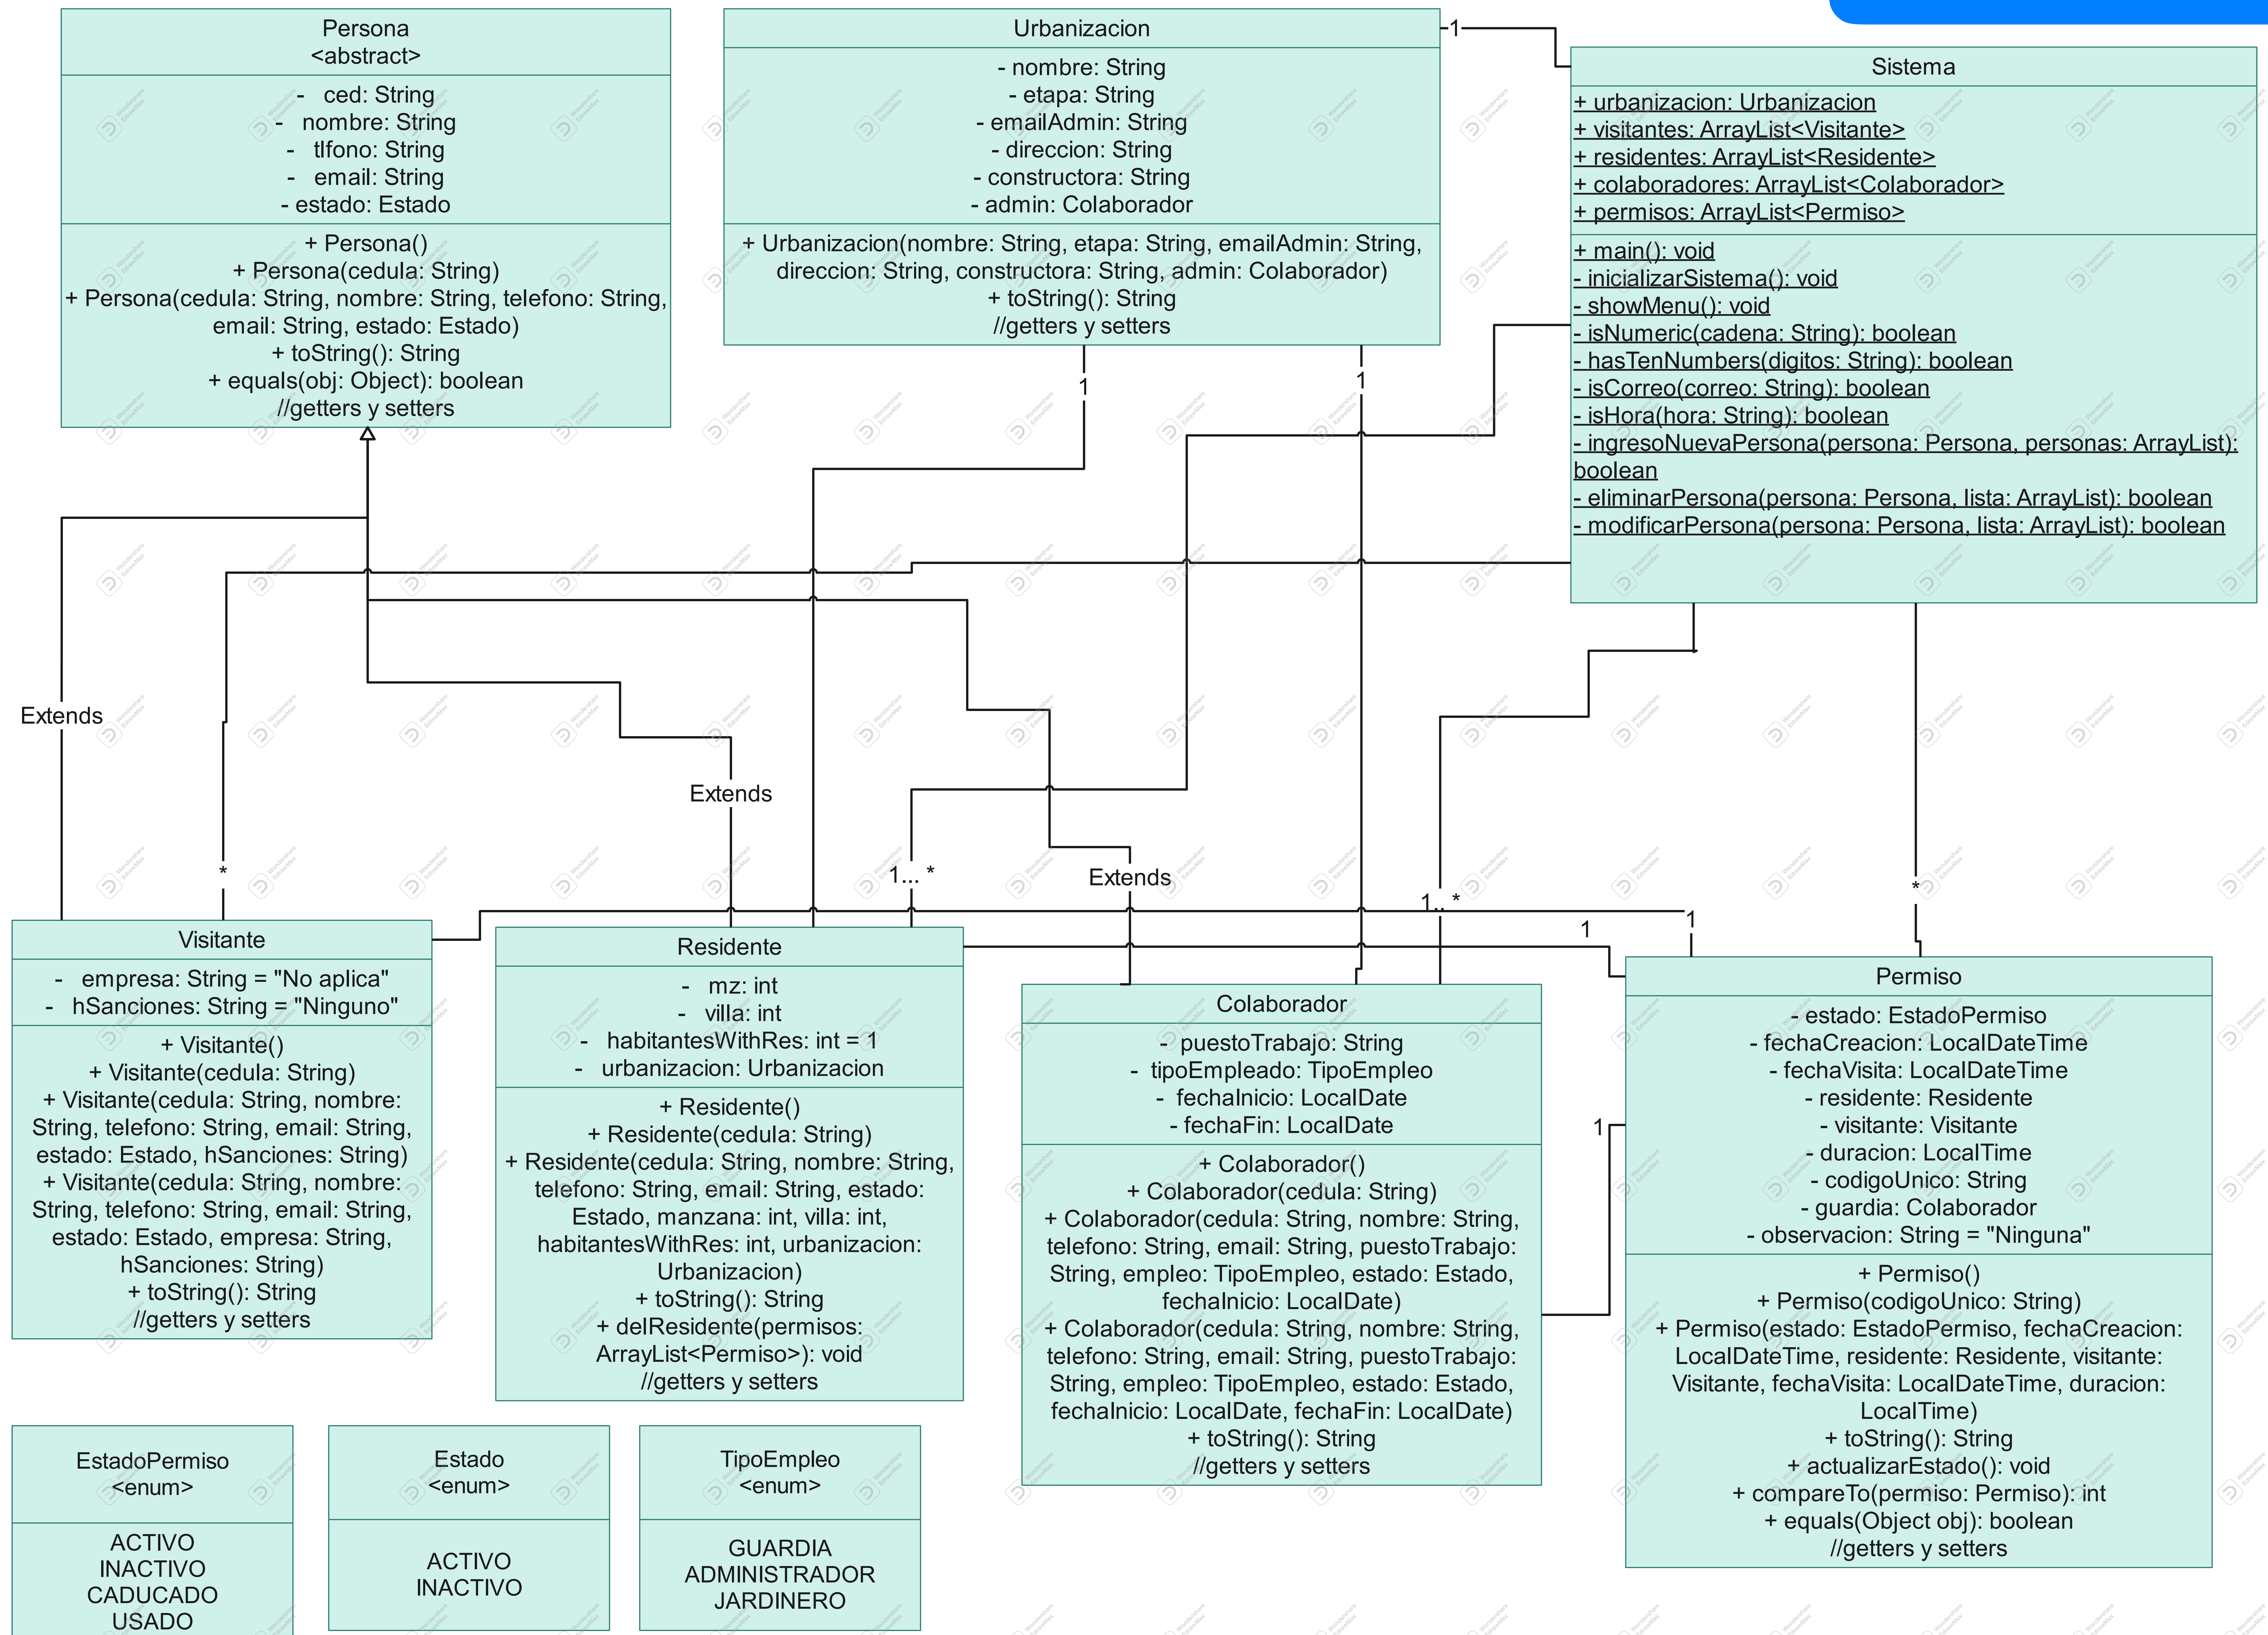 Persona
<abstract>
- ced: String
- nombre: String
- tlfono: String
- email: String
- estado: Estado
+ Persona()
+ Persona(cedula: String)
+ Persona(cedula: String, nombre: String, telefono: String,
email: String, estado: Estado)
+ toString(): String
+ equals(obj: Object): boolean
//getters y setters
Urbanizacion
- nombre: String
- etapa: String
- emailAdmin: String
- direccion: String
- constructora: String
- admin: Colaborador
+ Urbanizacion(nombre: String, etapa: String, emailAdmin: String,
direccion: String, constructora: String, admin: Colaborador)
+ toString(): String
//getters y setters
1
Sistema
+ urbanizacion: Urbanizacion
+ visitantes: ArrayList<Visitante>
+ residentes: ArrayList<Residente>
+ colaboradores: ArrayList<Colaborador>
+ permisos: ArrayList<Permiso>
+ main(): void
- inicializarSistema(): void
- showMenu(): void
- isNumeric(cadena: String): boolean
- hasTenNumbers(digitos: String): boolean
- isCorreo(correo: String): boolean
- isHora(hora: String): boolean
- ingresoNuevaPersona(persona: Persona, personas: ArrayList):
boolean
- eliminarPersona(persona: Persona, lista: ArrayList): boolean
- modificarPersona(persona: Persona, lista: ArrayList): boolean
1
1
Extends
Extends
Extends
*
1... *
1.. *
*
1
1
1
Visitante
- empresa: String = "No aplica"
- hSanciones: String = "Ninguno"
+ Visitante()
+ Visitante(cedula: String)
+ Visitante(cedula: String, nombre:
String, telefono: String, email: String,
estado: Estado, hSanciones: String)
+ Visitante(cedula: String, nombre:
String, telefono: String, email: String,
estado: Estado, empresa: String,
hSanciones: String)
+ toString(): String
//getters y setters
Residente
- mz: int
- villa: int
- habitantesWithRes: int = 1
- urbanizacion: Urbanizacion
+ Residente()
+ Residente(cedula: String)
+ Residente(cedula: String, nombre: String,
telefono: String, email: String, estado:
Estado, manzana: int, villa: int,
habitantesWithRes: int, urbanizacion:
Urbanizacion)
+ toString(): String
+ delResidente(permisos:
ArrayList<Permiso>): void
//getters y setters
Colaborador
- puestoTrabajo: String
- tipoEmpleado: TipoEmpleo
- fechaInicio: LocalDate
- fechaFin: LocalDate
+ Colaborador()
+ Colaborador(cedula: String)
+ Colaborador(cedula: String, nombre: String,
telefono: String, email: String, puestoTrabajo:
String, empleo: TipoEmpleo, estado: Estado,
fechaInicio: LocalDate)
+ Colaborador(cedula: String, nombre: String,
telefono: String, email: String, puestoTrabajo:
String, empleo: TipoEmpleo, estado: Estado,
fechaInicio: LocalDate, fechaFin: LocalDate)
+ toString(): String
//getters y setters
Permiso
- estado: EstadoPermiso
- fechaCreacion: LocalDateTime
- fechaVisita: LocalDateTime
- residente: Residente
- visitante: Visitante
- duracion: LocalTime
- codigoUnico: String
- guardia: Colaborador
- observacion: String = "Ninguna"
+ Permiso()
+ Permiso(codigoUnico: String)
+ Permiso(estado: EstadoPermiso, fechaCreacion:
LocalDateTime, residente: Residente, visitante:
Visitante, fechaVisita: LocalDateTime, duracion:
LocalTime)
+ toString(): String
+ actualizarEstado(): void
+ compareTo(permiso: Permiso): int
+ equals(Object obj): boolean
//getters y setters
EstadoPermiso
<enum>
ACTIVO
INACTIVO
CADUCADO
USADO
Estado
<enum>
ACTIVO
INACTIVO
TipoEmpleo
<enum>
GUARDIA
ADMINISTRADOR
JARDINERO
Wondershare
EdrawMax